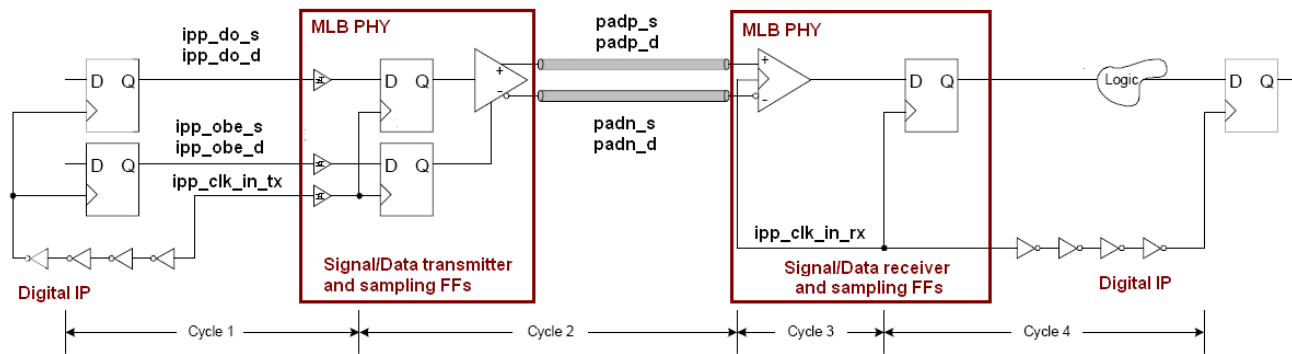 MLB PHY
MLB PHY
ipp_do_s
ipp_do_d
padp_s
padp_d
D Q
D Q
+
-
+
-
D Q
Logic
D Q
ipp_obe_s
ipp_obe_d
padn_s
padn_d
D Q
D Q
ipp_clk_in_tx
ipp_clk_in_rx
Signal/Data transmitter
and sampling FFs
Signal/Data receiver
and sampling FFs
Digital IP
Digital IP
Cycle 1
Cycle 2
Cycle 3
Cycle 4